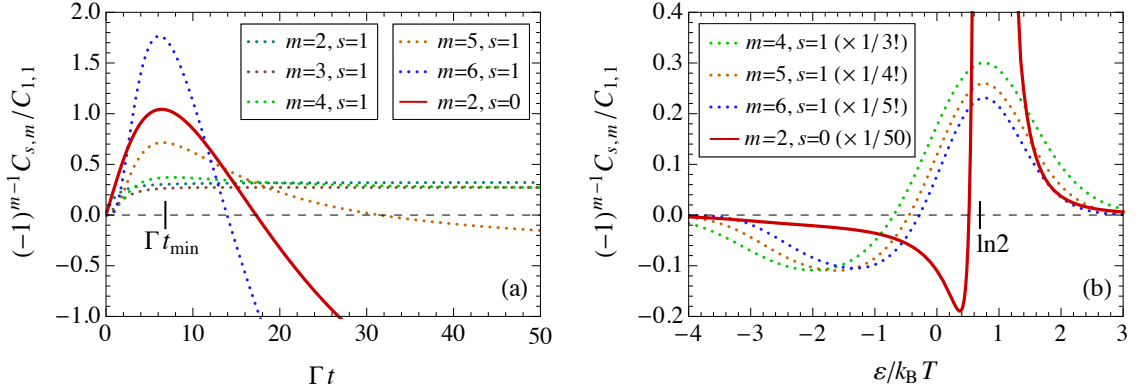 (−1)^{m−1} C_{s,m}/C_{1,1}
2.0
1.5
1.0
0.5
0.0
−0.5
−1.0
m=2, s=1
m=3, s=1
m=4, s=1
m=5, s=1
m=6, s=1
m=2, s=0
Γ t_min
(a)
0 10 20 30 40 50
Γ t
(−1)^{m−1} C_{s,m}/C_{1,1}
0.4
0.3
0.2
0.1
0.0
−0.1
−0.2
m=4, s=1 (× 1/3!)
m=5, s=1 (× 1/4!)
m=6, s=1 (× 1/5!)
m=2, s=0 (× 1/50)
ln2
(b)
−4 −3 −2 −1 0 1 2 3
ε/k_B T